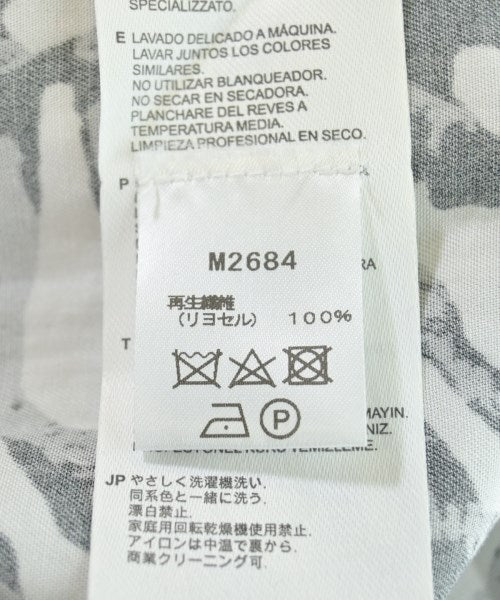 SPECIALIZZATO.
E LAVADO DELICADO A MÁQUINA.
LAVAR JUNTOS LOS COLORES
SIMILARES.
NO UTILIZAR BLANQUEADOR.
NO SECAR EN SECADORA.
PLANCHARE DEL REVES A
TEMPERATURA MEDIA.
LIMPIEZA PROFESIONAL EN SECO.
P
M2684
再生繊維
（リヨセル） 100%
P
T
JP やさしく洗濯機洗い.
同系色と一緒に洗う.
漂白禁止.
家庭用回転乾燥機使用禁止.
アイロンは中温で裏から.
商業クリーニング可.